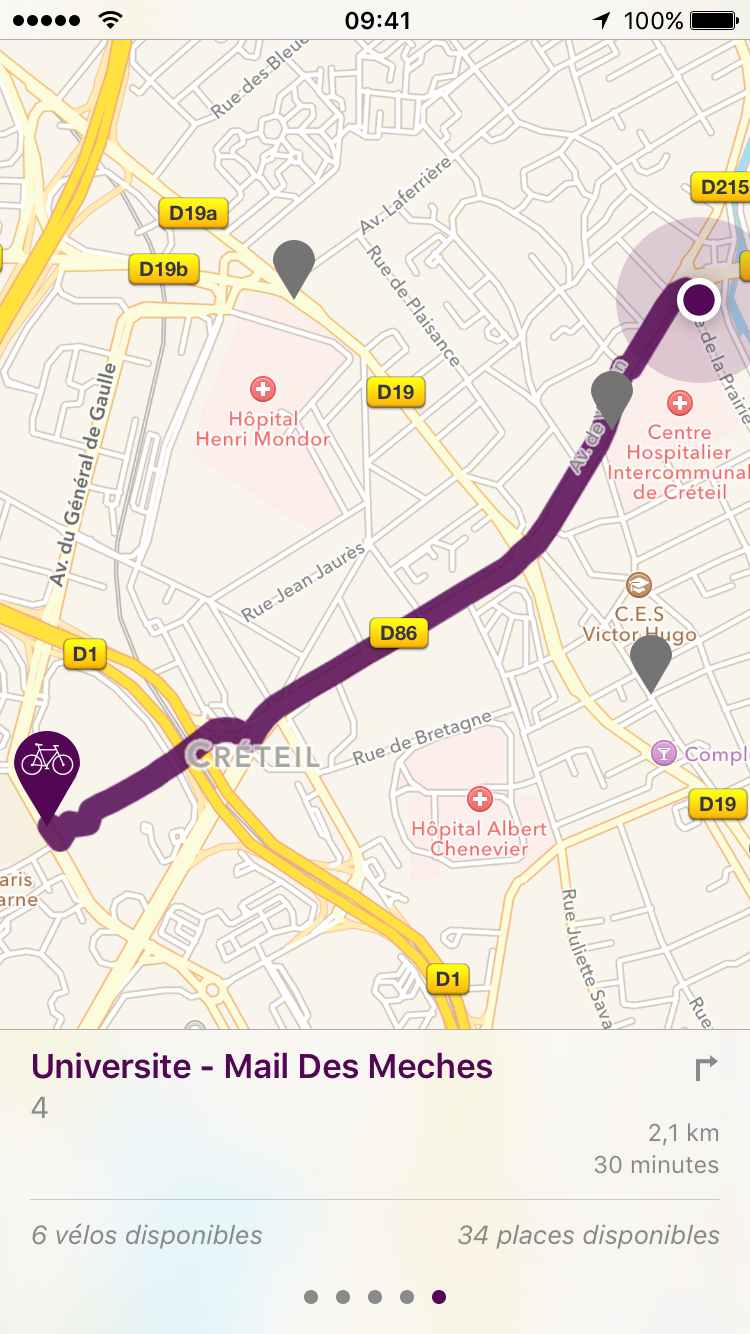 09:41
100%
Rue des Bleue
Av. Laferrière
D215
D19a
D19b
Rue de Plaisance
de la Prairie
D19
Hôpital
Henri Mondor
Centre
Hospitalier
Intercommunal
de Créteil
Av. du Général de Gaulle
Av. de
Rue Jean Jaurès
C.E.S
Victor Hugo
D86
D1
CRÉTEIL
Rue de Bretagne
Comple
D19
Hôpital Albert
Chenevier
aris
arne
Rue Juliette Sava
D1
Rue
Universite - Mail Des Meches
4
2,1 km
30 minutes
6 vélos disponibles
34 places disponibles